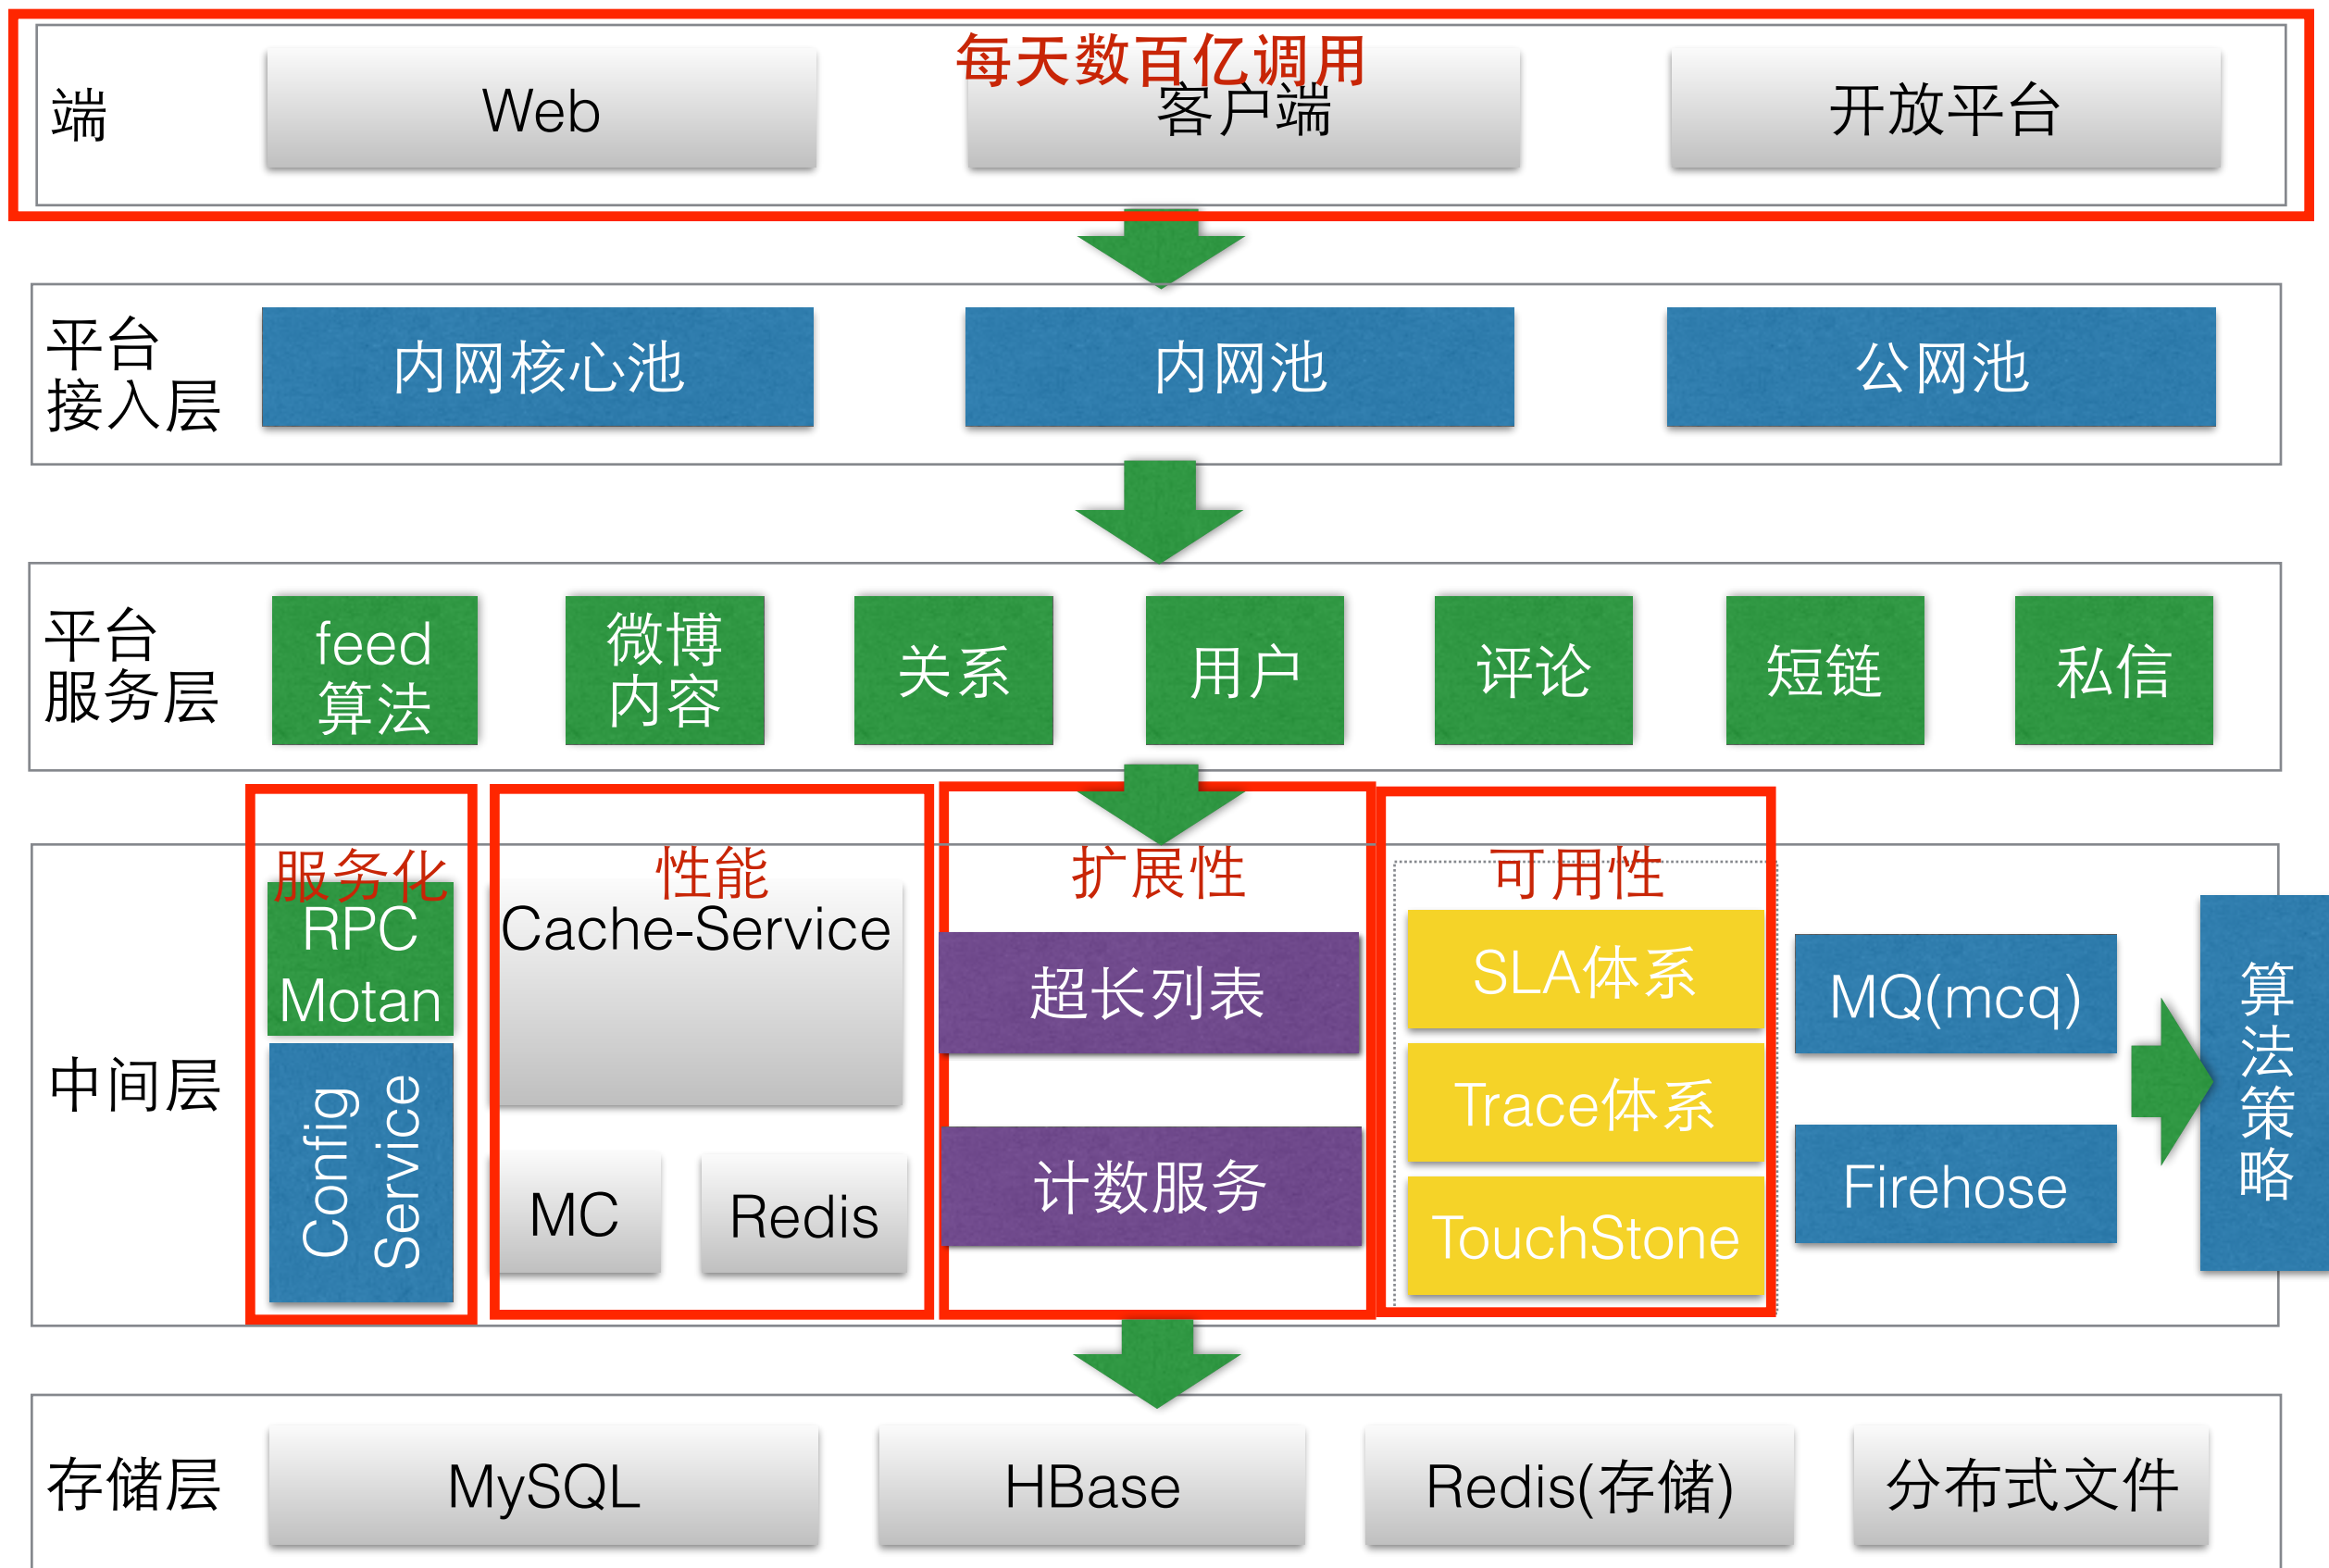 每天数百亿调用
端
Web
客户端
开放平台
平台
接入层
内网核心池
内网池
公网池
平台
服务层
feed
算法
微博
内容
关系
用户
评论
短链
私信
服务化
性能
扩展性
可用性
中间层
RPC
Motan
Config
Service
Cache-Service
MC
Redis
超长列表
计数服务
SLA体系
Trace体系
TouchStone
MQ(mcq)
Firehose
算
法
策
略
存储层
MySQL
HBase
Redis(存储)
分布式文件